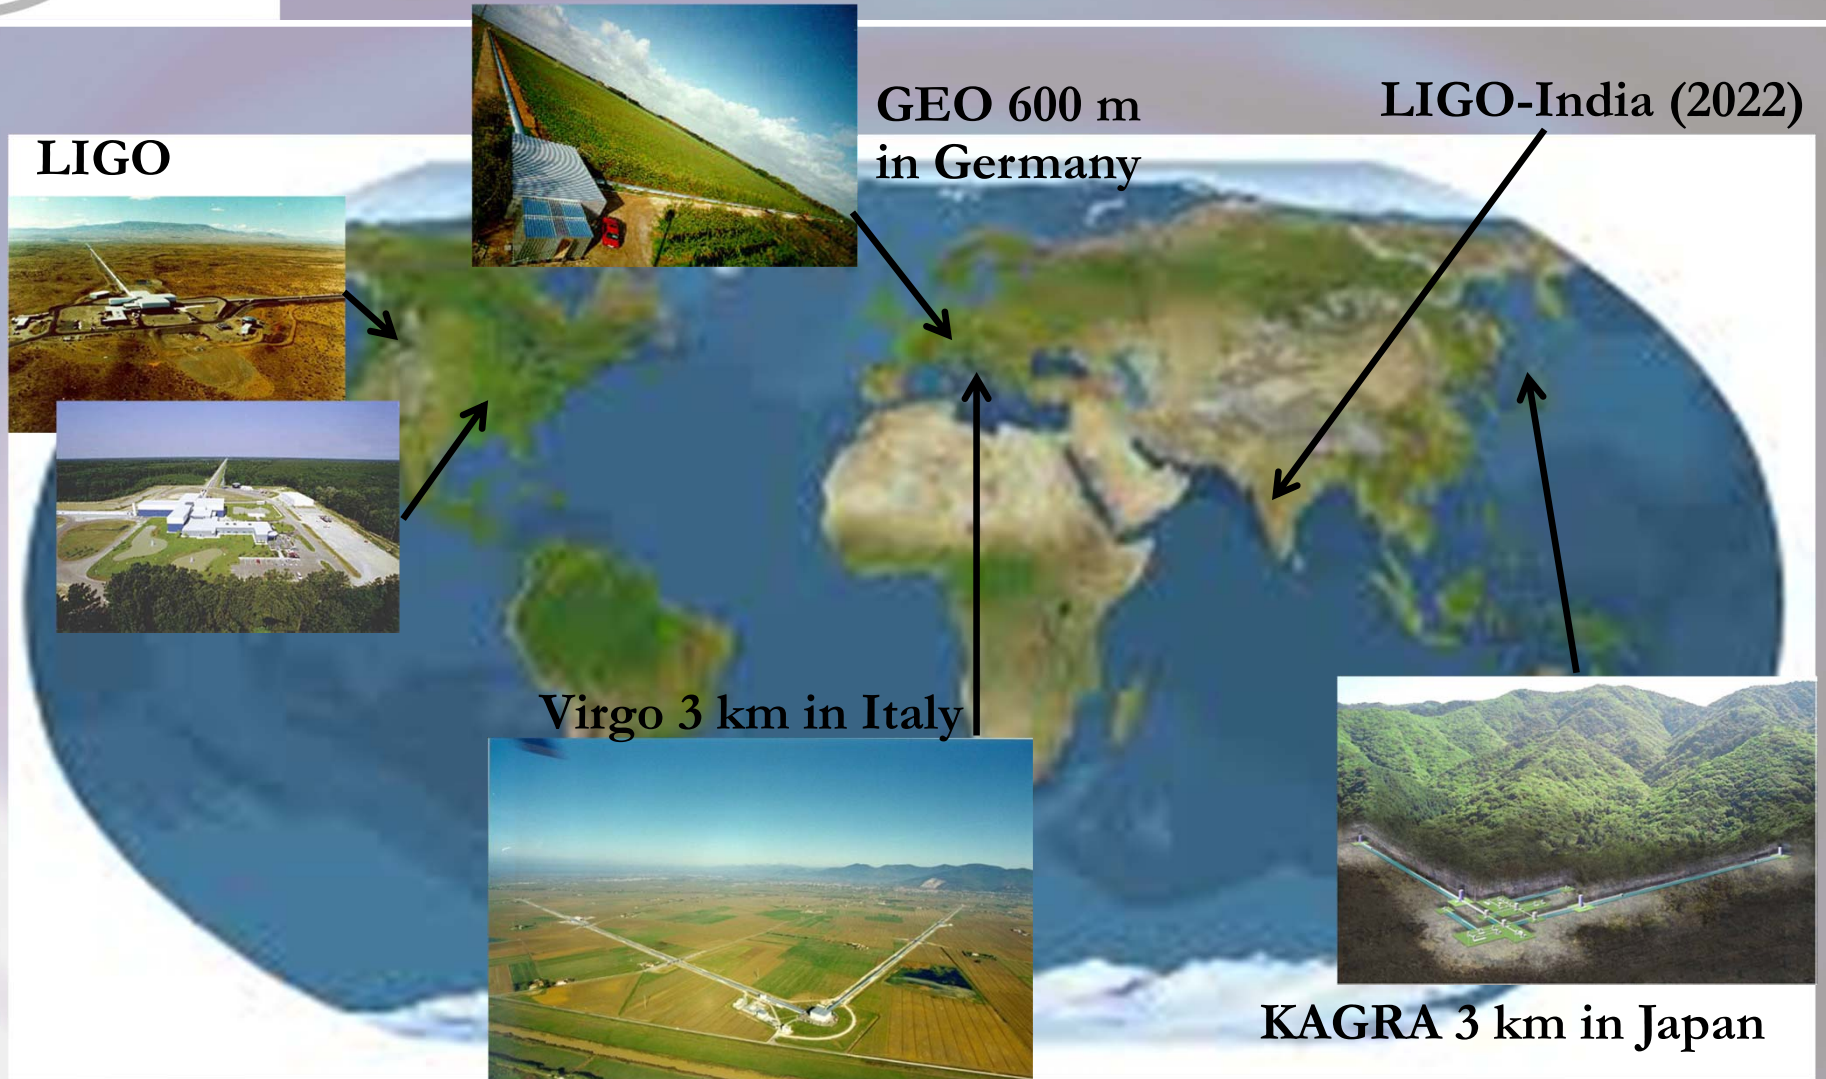 LIGO
GEO 600 m
in Germany
LIGO-India (2022)
Virgo 3 km in Italy
KAGRA 3 km in Japan